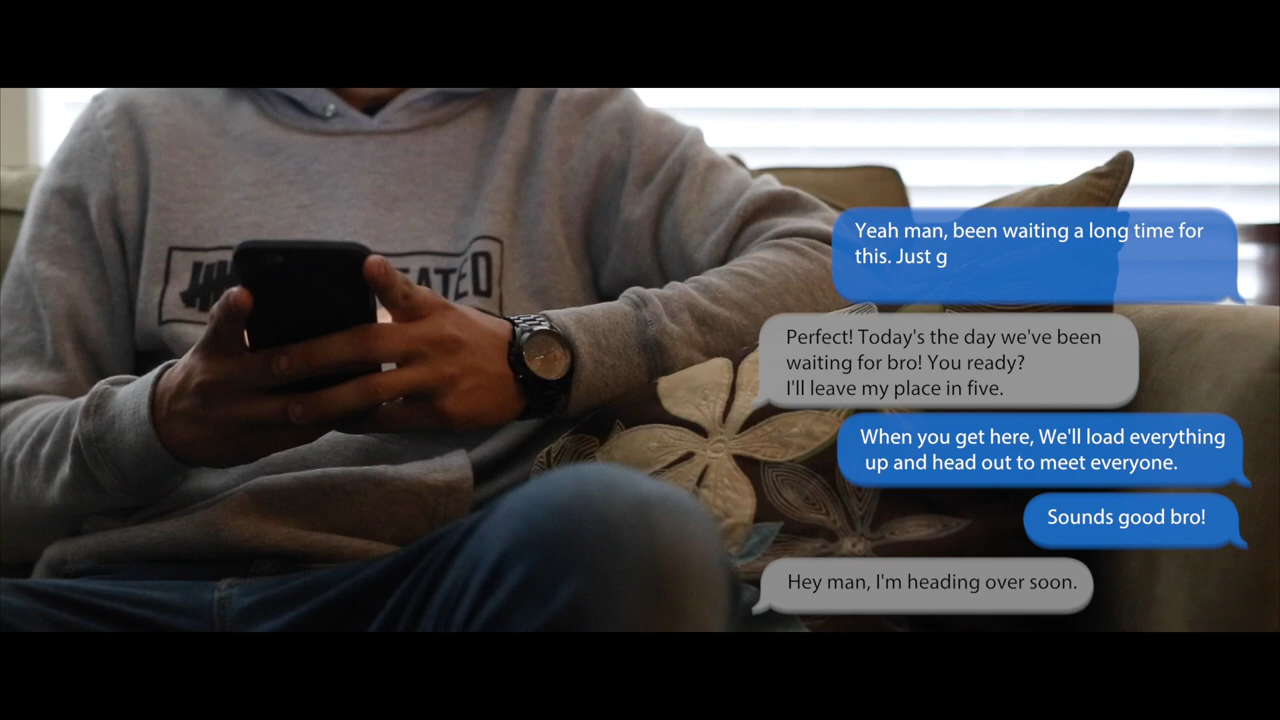 Yeah man, been waiting a long time for
this. Just g
Perfect! Today's the day we've been
waiting for bro! You ready?
I'll leave my place in five.
When you get here, We'll load everything
up and head out to meet everyone.
Sounds good bro!
Hey man, I'm heading over soon.